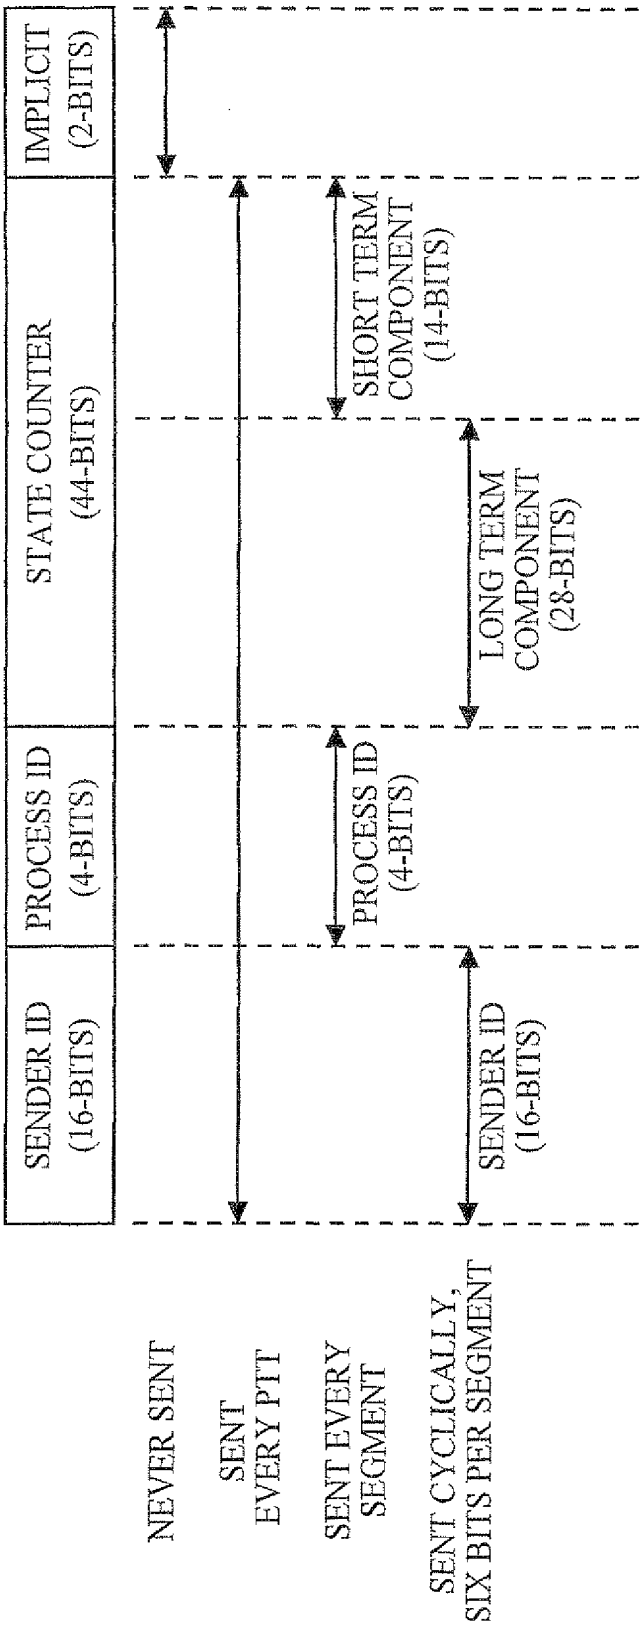 SENDER ID
(16-BITS)
PROCESS ID
(4-BITS)
STATE COUNTER
(44-BITS)
IMPLICIT
(2-BITS)
NEVER SENT
SENT
EVERY PTT
SENT EVERY
SEGMENT
PROCESS ID
(4-BITS)
SHORT TERM
COMPONENT
(14-BITS)
SENT CYCLICALLY,
SIX BITS PER SEGMENT
SENDER ID
(16-BITS)
LONG TERM
COMPONENT
(28-BITS)